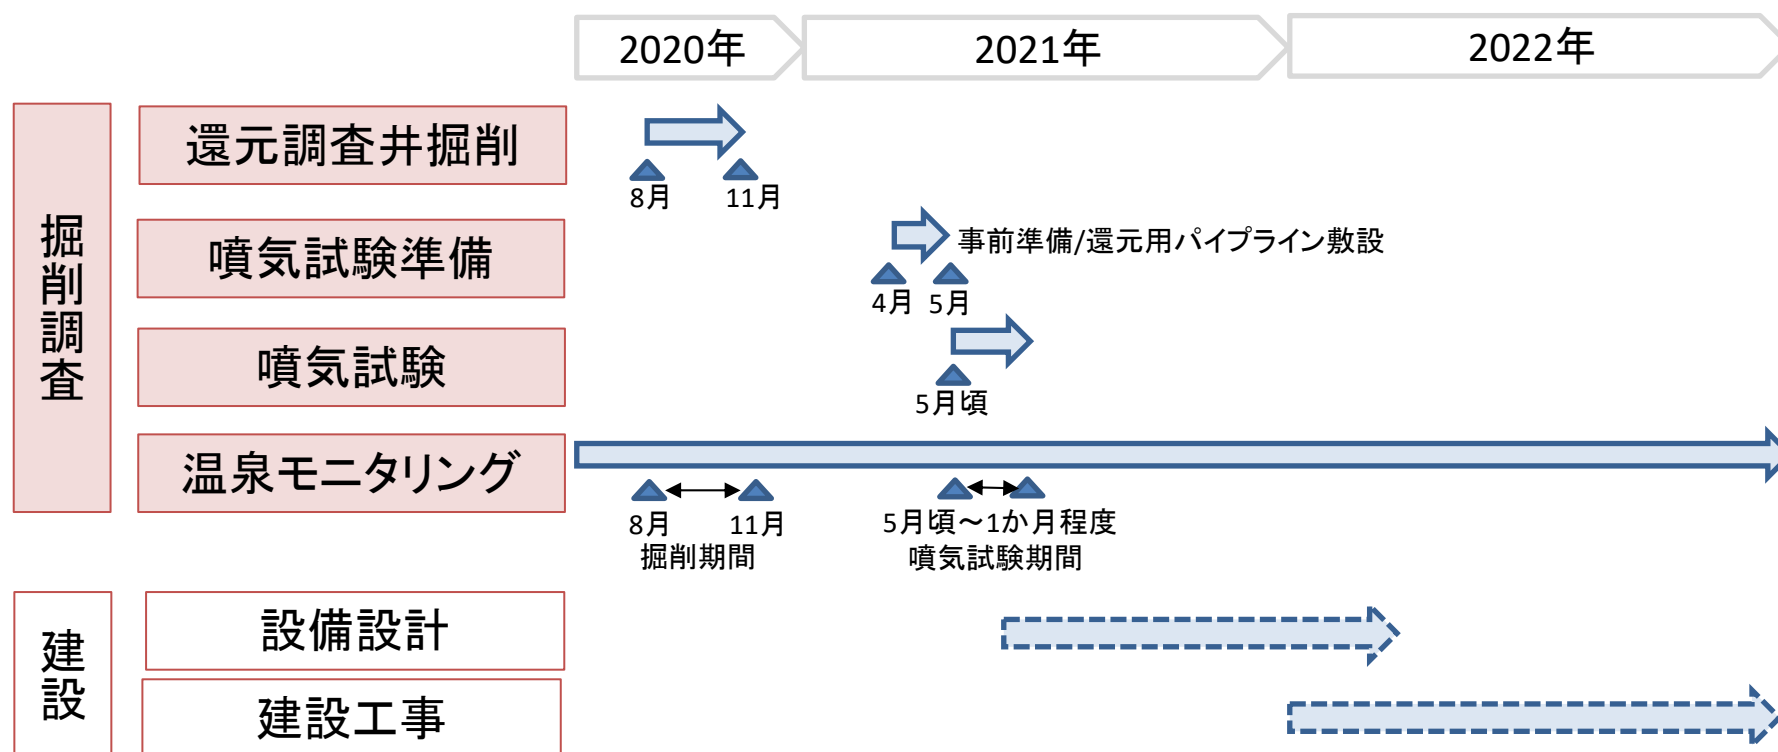 2020年
2021年
2022年
掘削調査
還元調査井掘削
8月
11月
噴気試験準備
事前準備/還元用パイプライン敷設
4月
5月
噴気試験
5月頃
温泉モニタリング
8月
11月
掘削期間
5月頃～1か月程度
噴気試験期間
建設
設備設計
建設工事